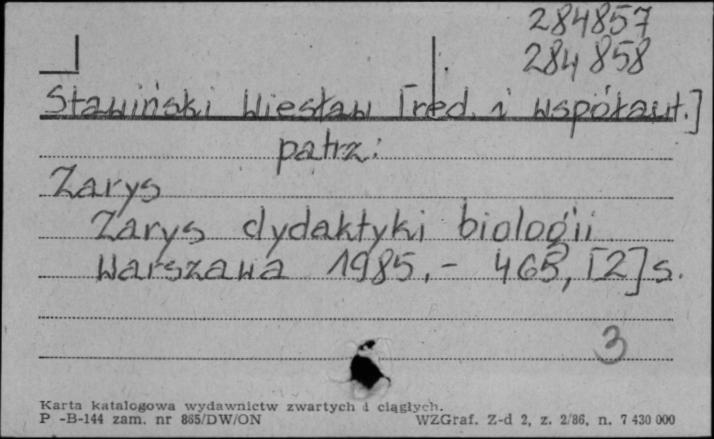 284857
284858
Stawiński Wiesław [red. i współaut.]
patrz:
Zarys
Zarys dydaktyki biologii
Warszawa 1985.- 465, [2] s.
3
Karta katalogowa wydawnictw zwartych i ciągłych.
P -B-144 zam. nr 865/DW/ON WZGraf. Z-d 2, z. 2/86, n. 7 430 000